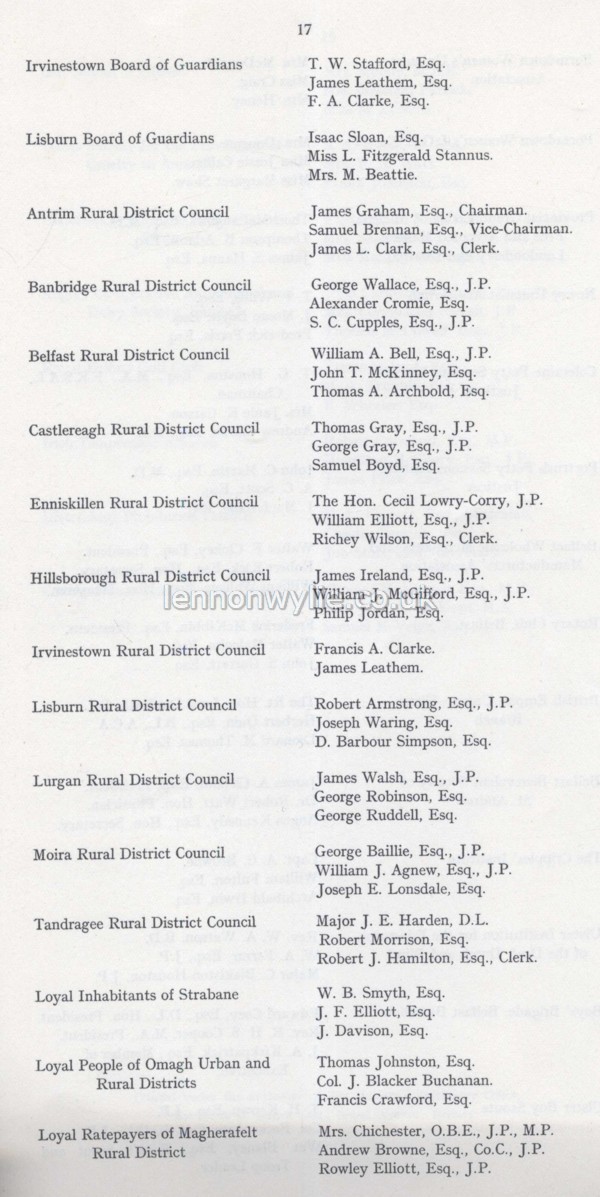 17
Irvinestown Board of Guardians T. W. Stafford, Esq.
James Leathem, Esq.
F. A. Clarke, Esq.
Lisburn Board of Guardians Isaac Sloan, Esq.
Miss L. Fitzgerald Stannus.
Mrs. M. Beattie.
Antrim Rural District Council James Graham, Esq., Chairman.
Samuel Brennan, Esq., Vice-Chairman.
James L. Clark, Esq., Clerk.
Banbridge Rural District Council George Wallace, Esq., J.P.
Alexander Cromie, Esq.
S. C. Cupples, Esq., J.P.
Belfast Rural District Council William A. Bell, Esq., J.P.
John T. McKinney, Esq.
Thomas A. Archbold, Esq.
Castlereagh Rural District Council Thomas Gray, Esq., J.P.
George Gray, Esq., J.P.
Samuel Boyd, Esq.
Enniskillen Rural District Council The Hon. Cecil Lowry-Corry, J.P.
William Elliott, Esq., J.P.
Richey Wilson, Esq., Clerk.
Hillsborough Rural District Council James Ireland, Esq., J.P.
William J. McGifford, Esq., J.P.
lennonwylie.co.uk
Philip Jordan, Esq.
Irvinestown Rural District Council Francis A. Clarke.
James Leathem.
Lisburn Rural District Council Robert Armstrong, Esq., J.P.
Joseph Waring, Esq.
D. Barbour Simpson, Esq.
Lurgan Rural District Council James Walsh, Esq., J.P.
George Robinson, Esq.
George Ruddell, Esq.
Moira Rural District Council George Baillie, Esq., J.P.
William J. Agnew, Esq., J.P.
Joseph E. Lonsdale, Esq.
Tandragee Rural District Council Major J. E. Harden, D.L.
Robert Morrison, Esq.
Robert J. Hamilton, Esq., Clerk.
Loyal Inhabitants of Strabane W. B. Smyth, Esq.
J. F. Elliott, Esq.
J. Davison, Esq.
Loyal People of Omagh Urban and Thomas Johnston, Esq.
Rural Districts Col. J. Blacker Buchanan.
Francis Crawford, Esq.
Loyal Ratepayers of Magherafelt Mrs. Chichester, O.B.E., J.P., M.P.
Rural District Andrew Browne, Esq., Co.C., J.P.
Rowley Elliott, Esq., J.P.